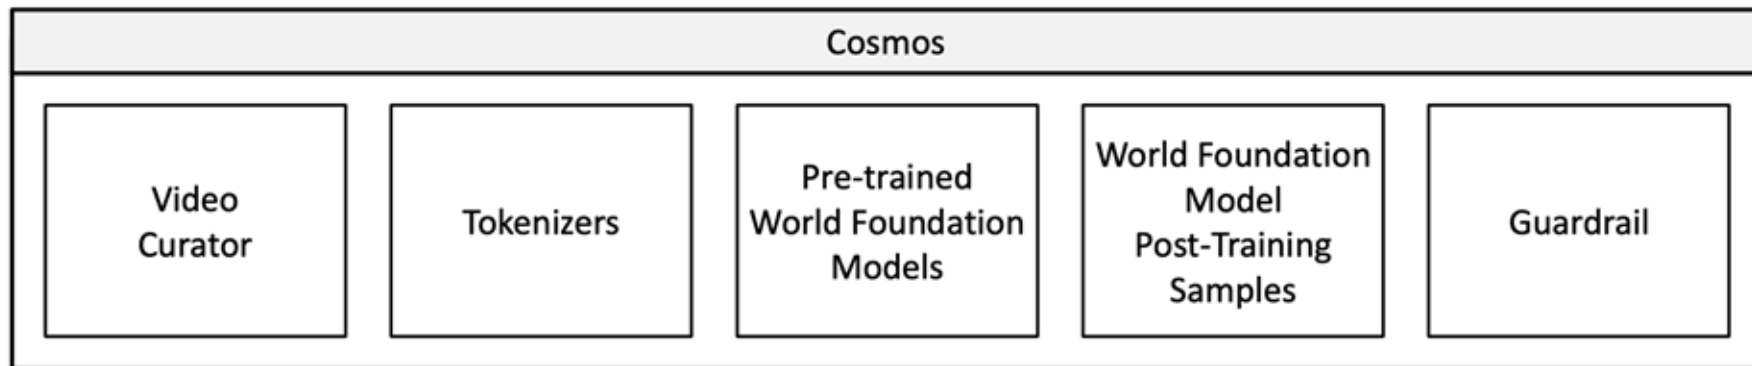 Cosmos
Video
Curator
Tokenizers
Pre-trained
World Foundation
Models
World Foundation
Model
Post-Training
Samples
Guardrail